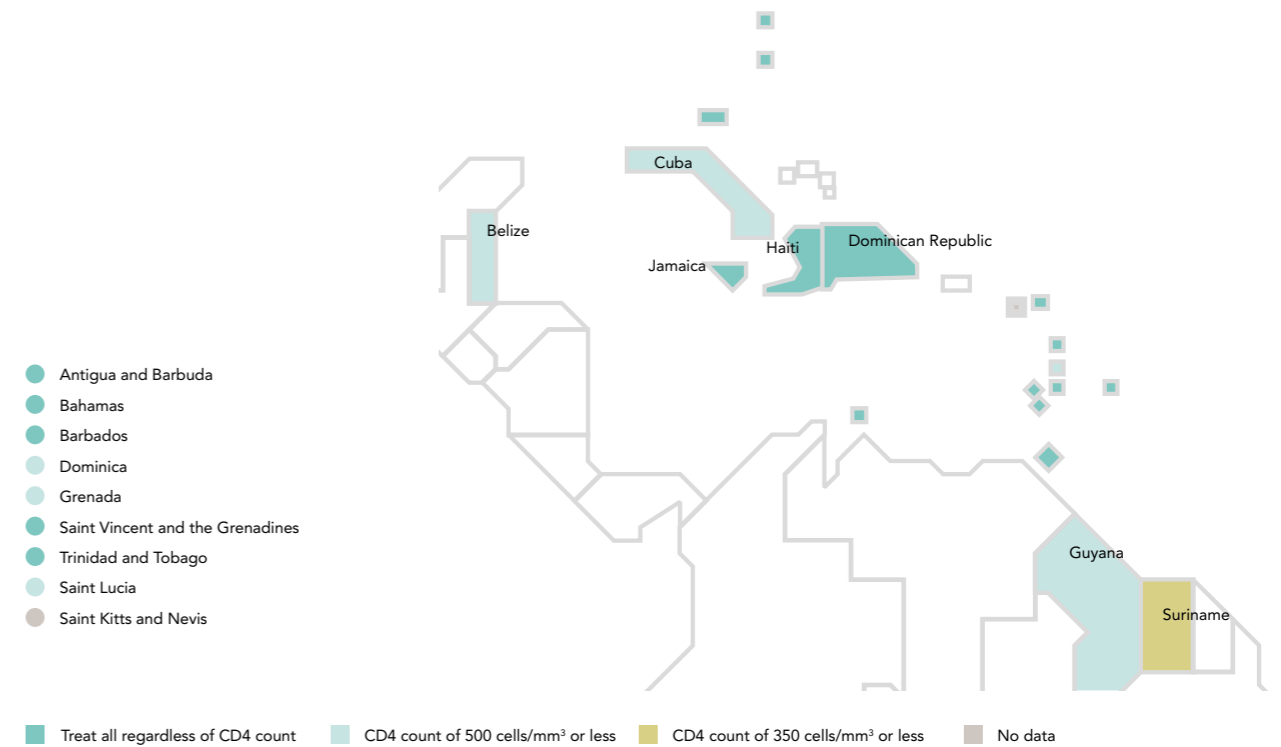 Cuba
Belize
Haiti
Dominican Republic
Jamaica
Antigua and Barbuda
Bahamas
Barbados
Dominica
Grenada
Saint Vincent and the Grenadines
Trinidad and Tobago
Saint Lucia
Saint Kitts and Nevis
Guyana
Suriname
Treat all regardless of CD4 count
CD4 count of 500 cells/mm³ or less
CD4 count of 350 cells/mm³ or less
No data